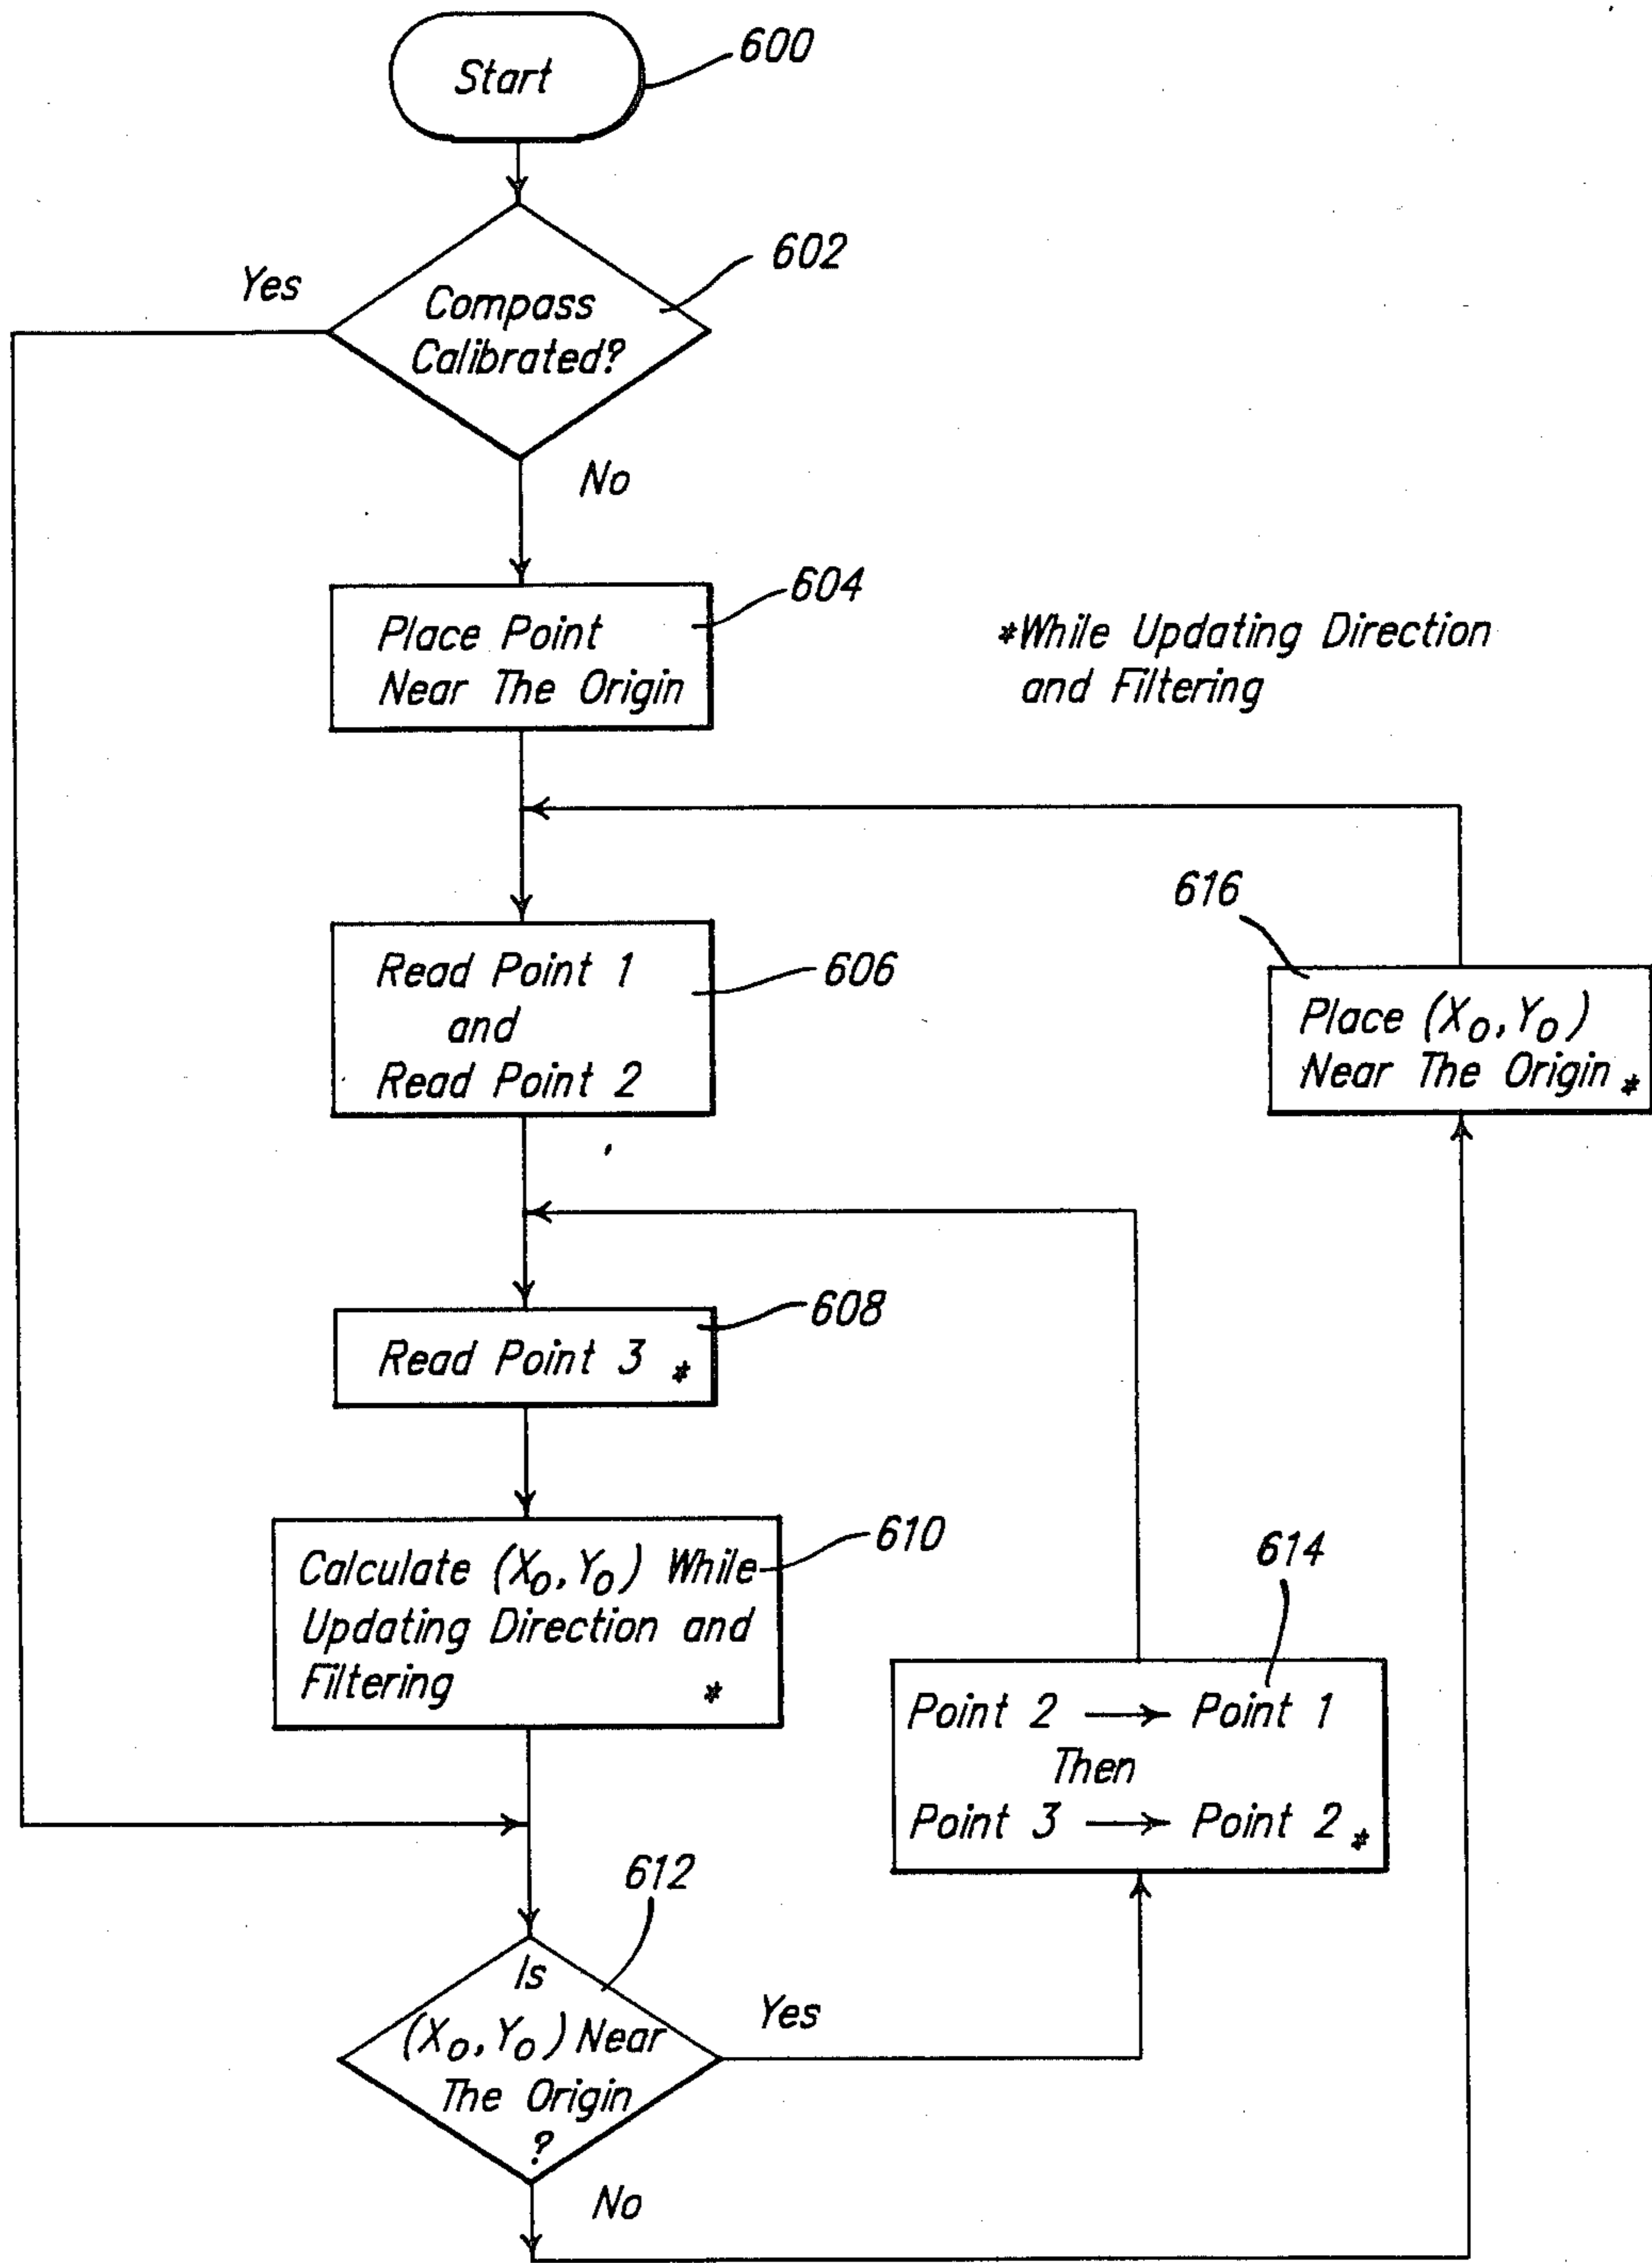 Start
600
602
Yes
Compass
Calibrated?
No
604
Place Point
Near The Origin
*While Updating Direction
and Filtering
616
Read Point 1
and
Read Point 2
606
Place (X₀, Y₀)
Near The Origin *
608
Read Point 3 *
610
Calculate (X₀, Y₀) While
Updating Direction and
Filtering *
614
Point 2 → Point 1
Then
Point 3 → Point 2 *
612
Is
(X₀, Y₀) Near
The Origin
?
Yes
No